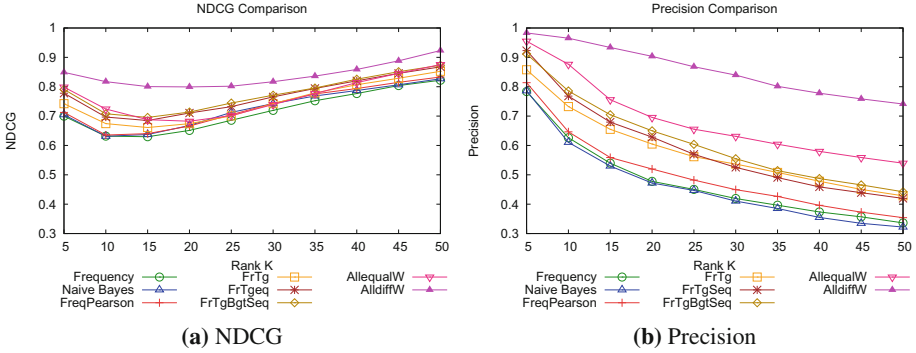 NDCG Comparison
1
0.9
0.8
0.7
0.6
0.5
0.4
0.3
NDCG
5 10 15 20 25 30 35 40 45 50
Rank K
Frequency
Naive Bayes
FreqPearson
FrTg
FrTgeq
FrTgBgtSeq
AllequalW
AlldiffW
(a) NDCG
Precision Comparison
1
0.9
0.8
0.7
0.6
0.5
0.4
0.3
Precision
5 10 15 20 25 30 35 40 45 50
Rank K
Frequency
Naive Bayes
FreqPearson
FrTg
FrTgSeq
FrTgBgtSeq
AllequalW
AlldiffW
(b) Precision